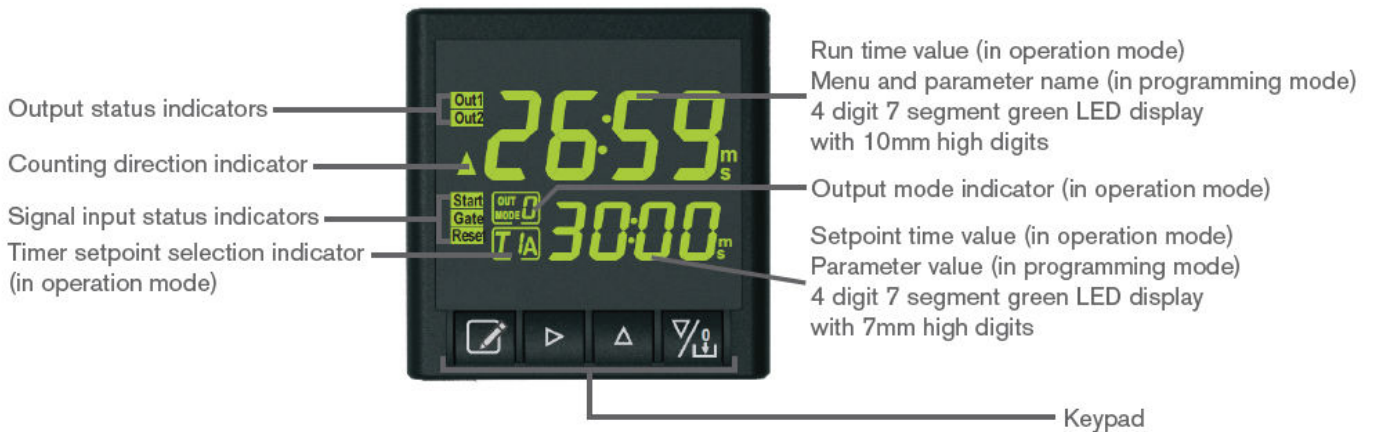 Output status indicators
Counting direction indicator
Signal input status indicators
Timer setpoint selection indicator
(in operation mode)
Out1
Out2
26:59
m
s
Start
Gate
Reset
OUT
MODE 0
T 1A
30:00
m
s
0
Run time value (in operation mode)
Menu and parameter name (in programming mode)
4 digit 7 segment green LED display
with 10mm high digits
Output mode indicator (in operation mode)
Setpoint time value (in operation mode)
Parameter value (in programming mode)
4 digit 7 segment green LED display
with 7mm high digits
Keypad